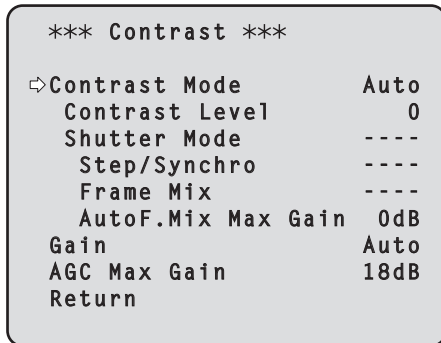 *** Contrast ***
⇨Contrast Mode Auto
Contrast Level 0
Shutter Mode ----
Step/Synchro ----
Frame Mix ----
AutoF.Mix Max Gain 0dB
Gain Auto
AGC Max Gain 18dB
Return